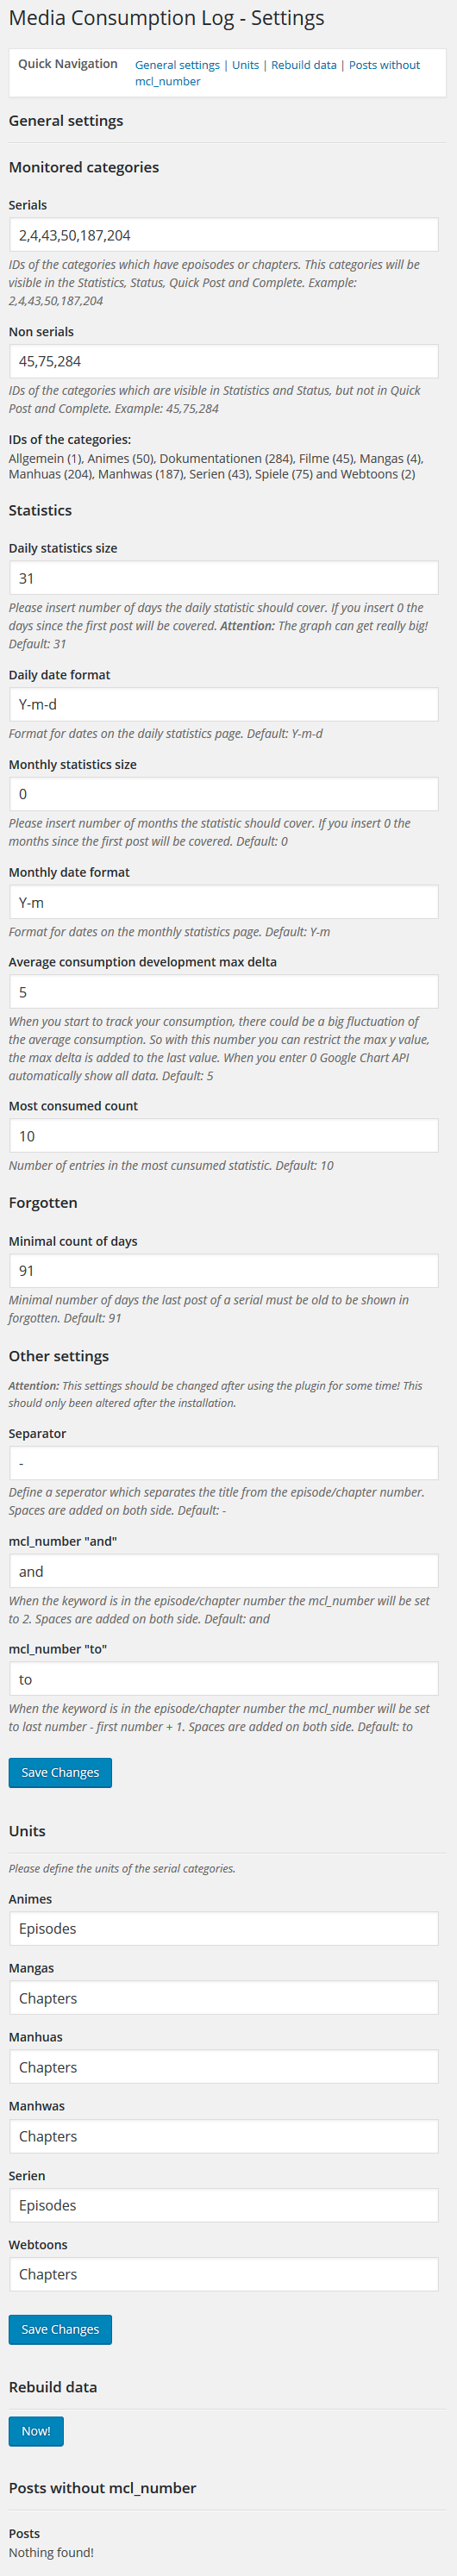 Media Consumption Log - Settings
Quick Navigation
General settings | Units | Rebuild data | Posts without
mcl_number
General settings
Monitored categories
Serials
2,4,43,50,187,204
IDs of the categories which have epoisodes or chapters. This categories will be
visible in the Statistics, Status, Quick Post and Complete. Example:
2,4,43,50,187,204
Non serials
45,75,284
IDs of the categories which are visible in Statistics and Status, but not in Quick
Post and Complete. Example: 45,75,284
IDs of the categories:
Allgemein (1), Animes (50), Dokumentationen (284), Filme (45), Mangas (4),
Manhuas (204), Manhwas (187), Serien (43), Spiele (75) and Webtoons (2)
Statistics
Daily statistics size
31
Please insert number of days the daily statistic should cover. If you insert 0 the
days since the first post will be covered. Attention: The graph can get really big!
Default: 31
Daily date format
Y-m-d
Format for dates on the daily statistics page. Default: Y-m-d
Monthly statistics size
0
Please insert number of months the statistic should cover. If you insert 0 the
months since the first post will be covered. Default: 0
Monthly date format
Y-m
Format for dates on the monthly statistics page. Default: Y-m
Average consumption development max delta
5
When you start to track your consumption, there could be a big fluctuation of
the average consumption. So with this number you can restrict the max y value,
the max delta is added to the last value. When you enter 0 Google Chart API
automatically show all data. Default: 5
Most consumed count
10
Number of entries in the most cunsumed statistic. Default: 10
Forgotten
Minimal count of days
91
Minimal number of days the last post of a serial must be old to be shown in
forgotten. Default: 91
Other settings
Attention: This settings should be changed after using the plugin for some time! This
should only been altered after the installation.
Separator
-
Define a seperator which separates the title from the episode/chapter number.
Spaces are added on both side. Default: -
mcl_number "and"
and
When the keyword is in the episode/chapter number the mcl_number will be set
to 2. Spaces are added on both side. Default: and
mcl_number "to"
to
When the keyword is in the episode/chapter number the mcl_number will be set
to last number - first number + 1. Spaces are added on both side. Default: to
Save Changes
Units
Please define the units of the serial categories.
Animes
Episodes
Mangas
Chapters
Manhuas
Chapters
Manhwas
Chapters
Serien
Episodes
Webtoons
Chapters
Save Changes
Rebuild data
Now!
Posts without mcl_number
Posts
Nothing found!